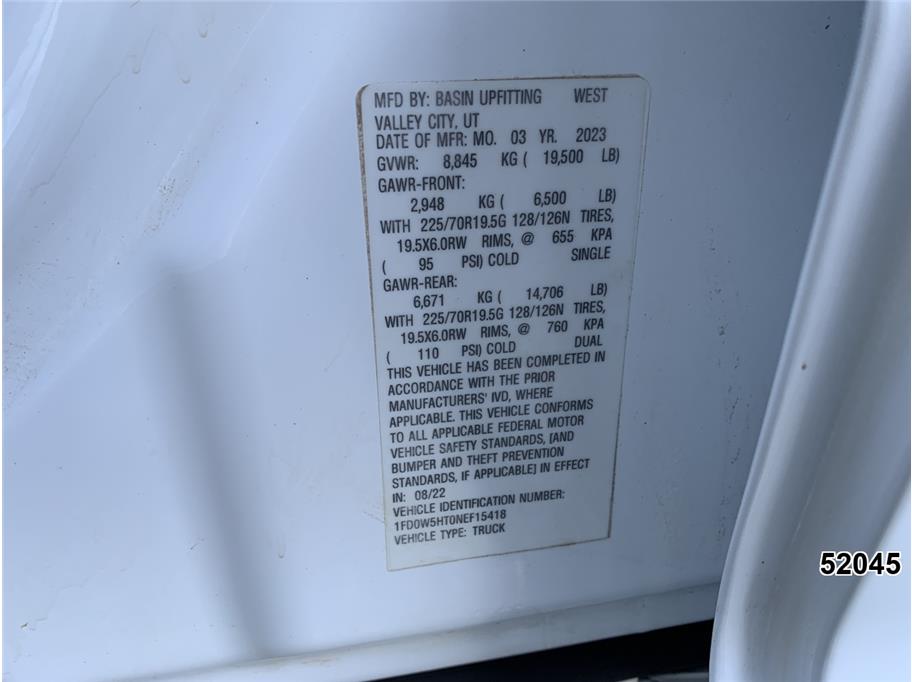 MFD BY: BASIN UPFITTING WEST
VALLEY CITY, UT
DATE OF MFR: MO. 03 YR. 2023
GVWR: 8,845 KG ( 19,500 LB)
GAWR-FRONT:
2,948 KG ( 6,500 LB)
WITH 225/70R19.5G 128/126N TIRES,
19.5X6.0RW RIMS, @ 655 KPA
( 95 PSI) COLD SINGLE
GAWR-REAR:
6,671 KG ( 14,706 LB)
WITH 225/70R19.5G 128/126N TIRES,
19.5X6.0RW RIMS, @ 760 KPA
( 110 PSI) COLD DUAL
THIS VEHICLE HAS BEEN COMPLETED IN
ACCORDANCE WITH THE PRIOR
MANUFACTURERS' IVD, WHERE
APPLICABLE. THIS VEHICLE CONFORMS
TO ALL APPLICABLE FEDERAL MOTOR
VEHICLE SAFETY STANDARDS, [AND
BUMPER AND THEFT PREVENTION
STANDARDS, IF APPLICABLE] IN EFFECT
IN: 08/22
VEHICLE IDENTIFICATION NUMBER:
1FD0W5HT0NEF15418
VEHICLE TYPE: TRUCK
52045